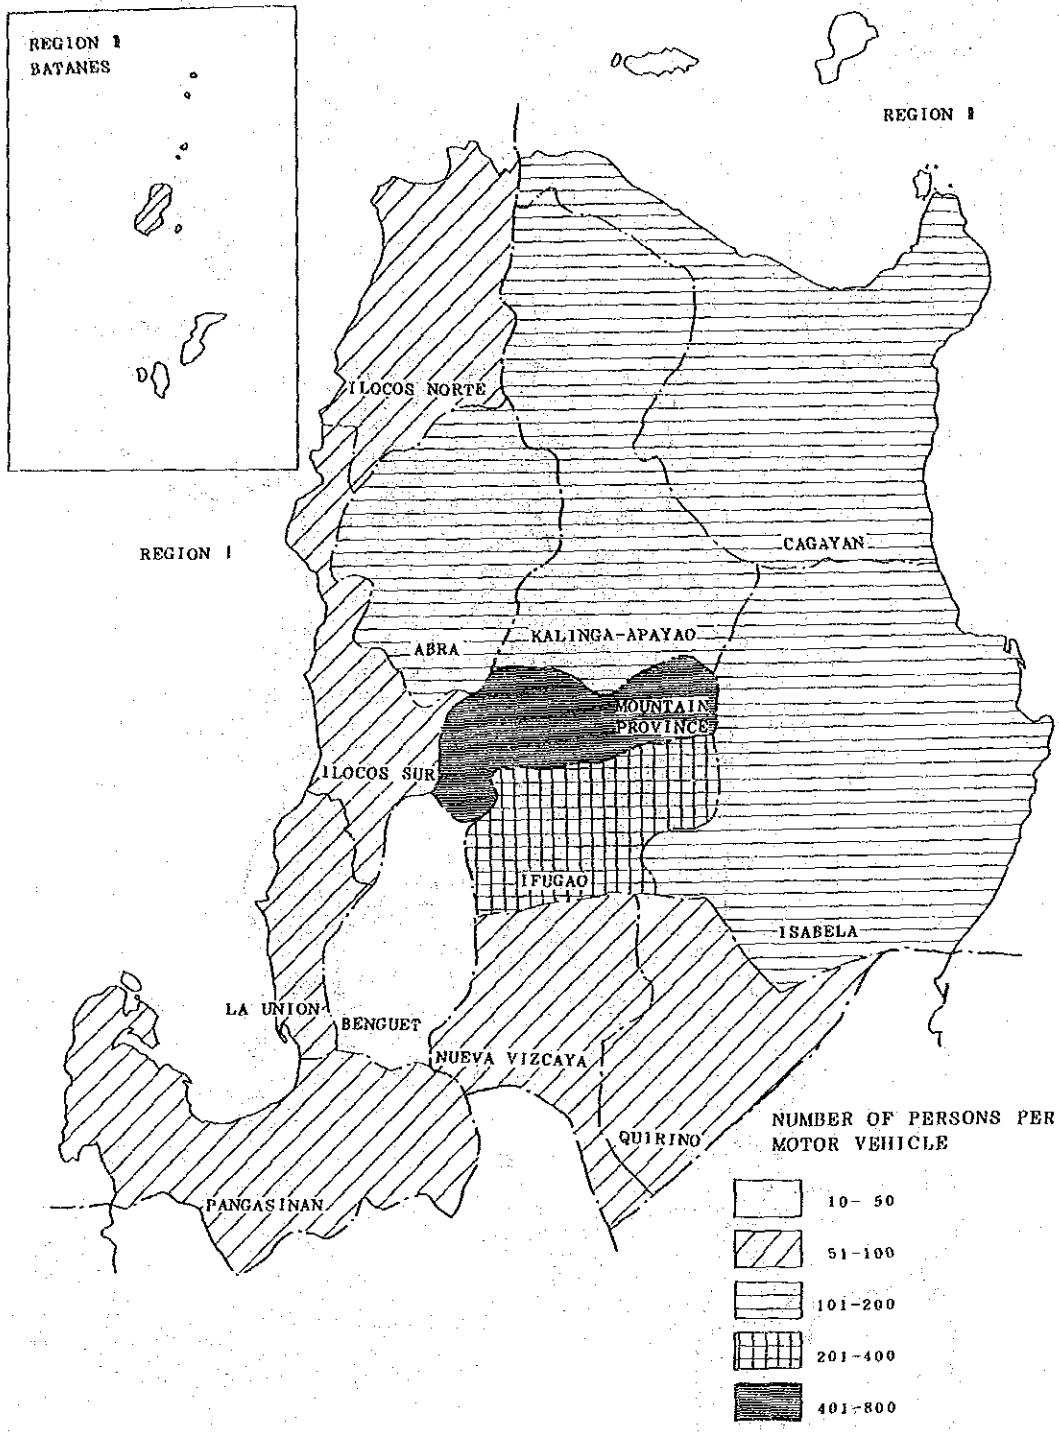 REGION 2
BATANES
REGION 2
ILOCOS NORTE
REGION 1
CAGAYAN
KALINGA-APAYAO
ABRA
MOUNTAIN
PROVINCE
ILOCOS SUR
IFUGAO
ISABELA
LA UNION
BENGUET
NUEVA VIZCAYA
QUIRINO
PANGASINAN
NUMBER OF PERSONS PER
MOTOR VEHICLE
10-50
51-100
101-200
201-400
401-800